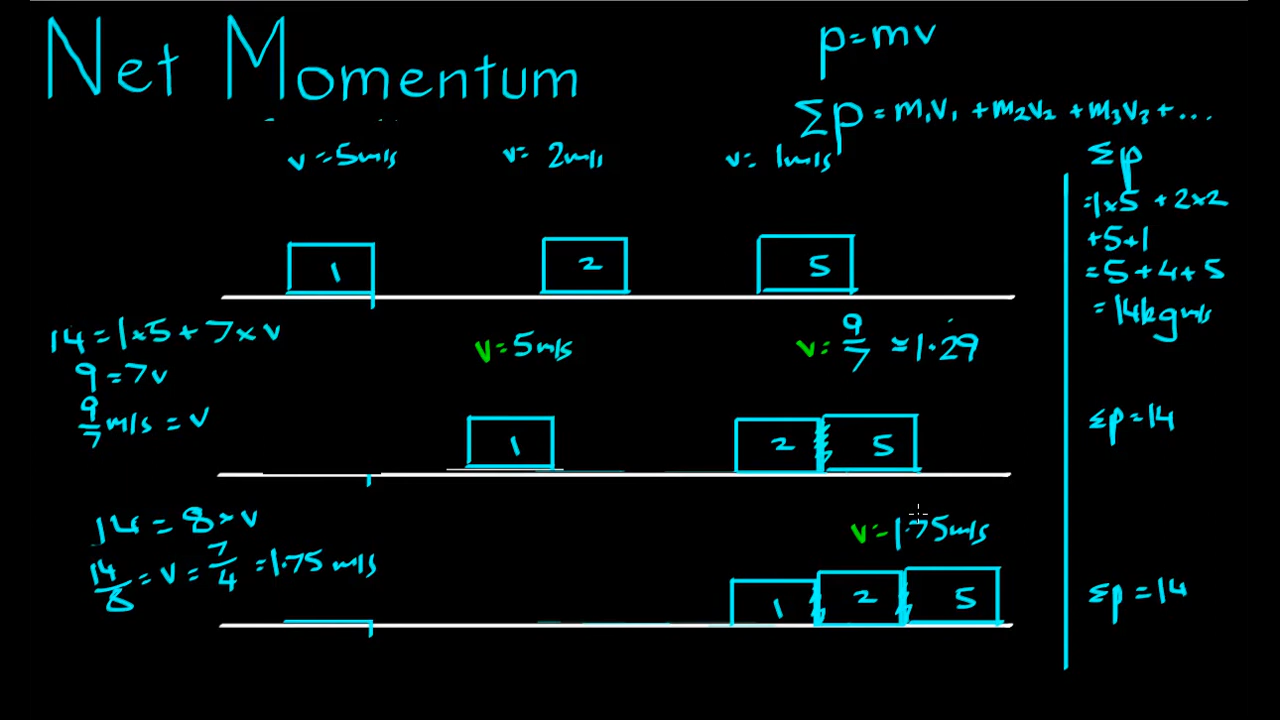 Net Momentum
p=mv
Σp = m₁v₁ + m₂v₂ + m₃v₃ + ...
v=5m/s
v= 2m/s
v= 1m/s
Σp
=1×5 + 2×2
+5+1
=5+4+5
=14kgm/s
1
2
5
14=1×5+7×v
9=7v
9/7 m/s = v
v=5m/s
v= 9/7 ≈1.29
1
2
5
Σp=14
14=8×v
14/8 = v = 7/4 =1.75 m/s
v=1.75m/s
1
2
5
Σp=14